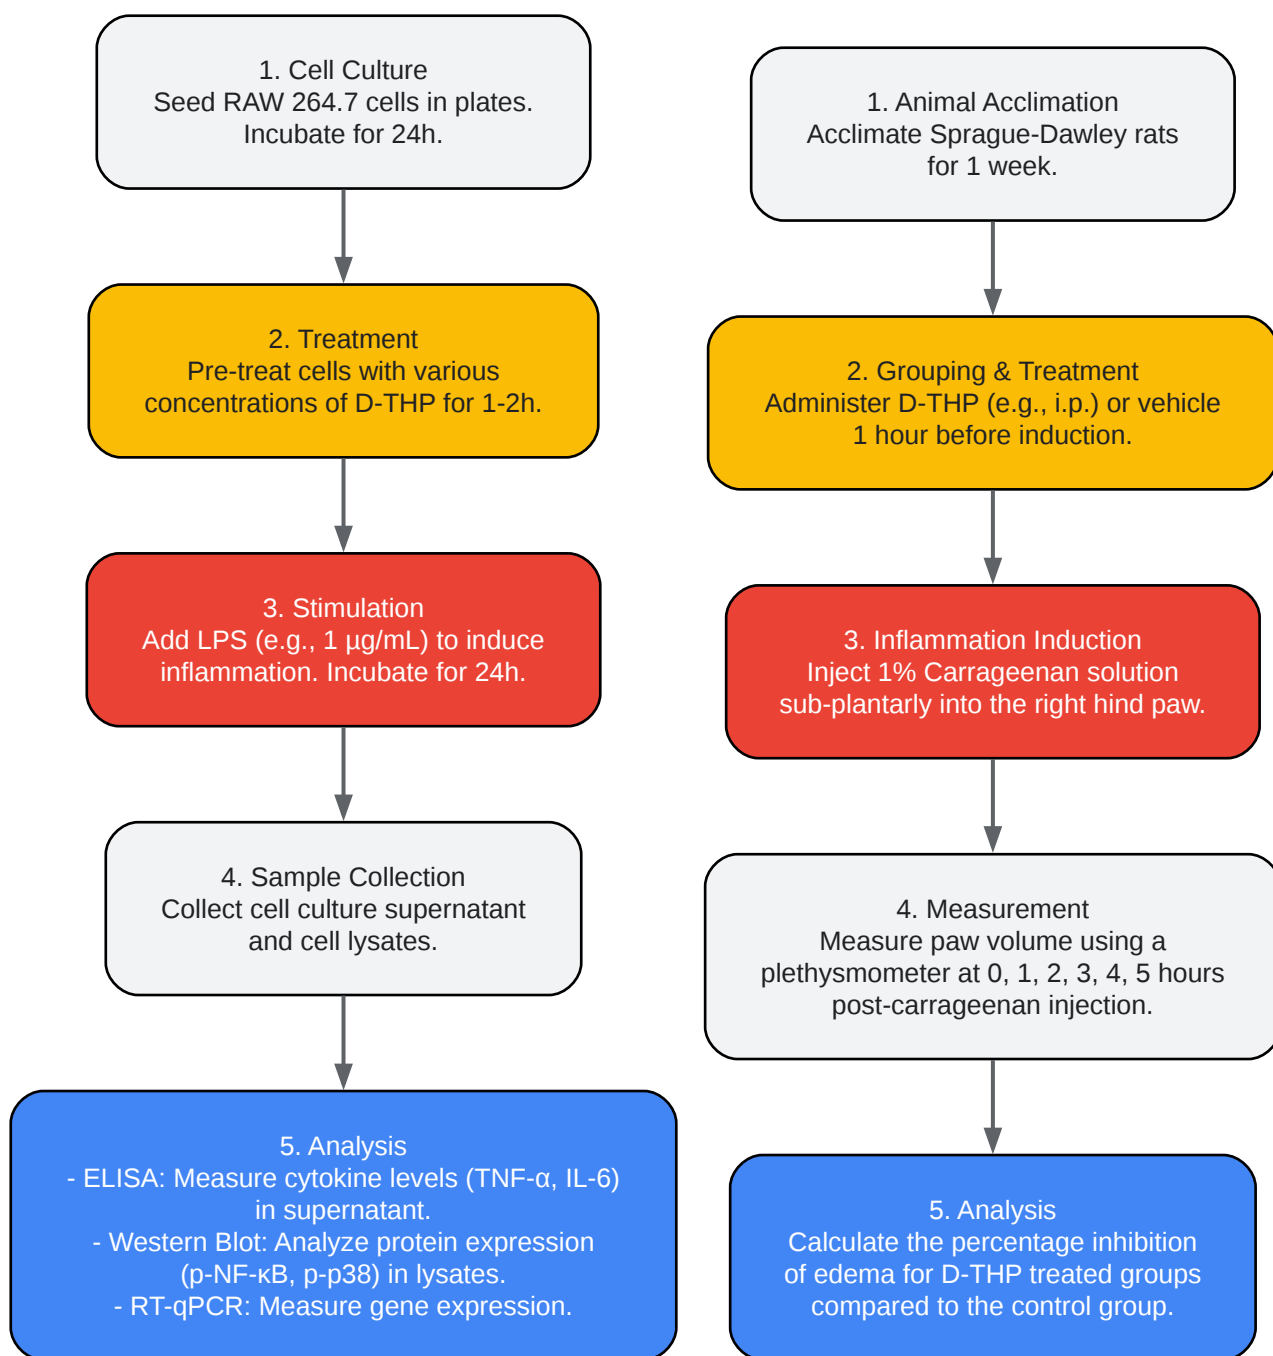 1. Cell Culture
Seed RAW 264.7 cells in plates.
Incubate for 24h.
2. Treatment
Pre-treat cells with various
concentrations of D-THP for 1-2h.
3. Stimulation
Add LPS (e.g., 1 µg/mL) to induce
inflammation. Incubate for 24h.
4. Sample Collection
Collect cell culture supernatant
and cell lysates.
5. Analysis
- ELISA: Measure cytokine levels (TNF-α, IL-6)
in supernatant.
- Western Blot: Analyze protein expression
(p-NF-κB, p-p38) in lysates.
- RT-qPCR: Measure gene expression.
1. Animal Acclimation
Acclimate Sprague-Dawley rats
for 1 week.
2. Grouping & Treatment
Administer D-THP (e.g., i.p.) or vehicle
1 hour before induction.
3. Inflammation Induction
Inject 1% Carrageenan solution
sub-plantarly into the right hind paw.
4. Measurement
Measure paw volume using a
plethysmometer at 0, 1, 2, 3, 4, 5 hours
post-carrageenan injection.
5. Analysis
Calculate the percentage inhibition
of edema for D-THP treated groups
compared to the control group.